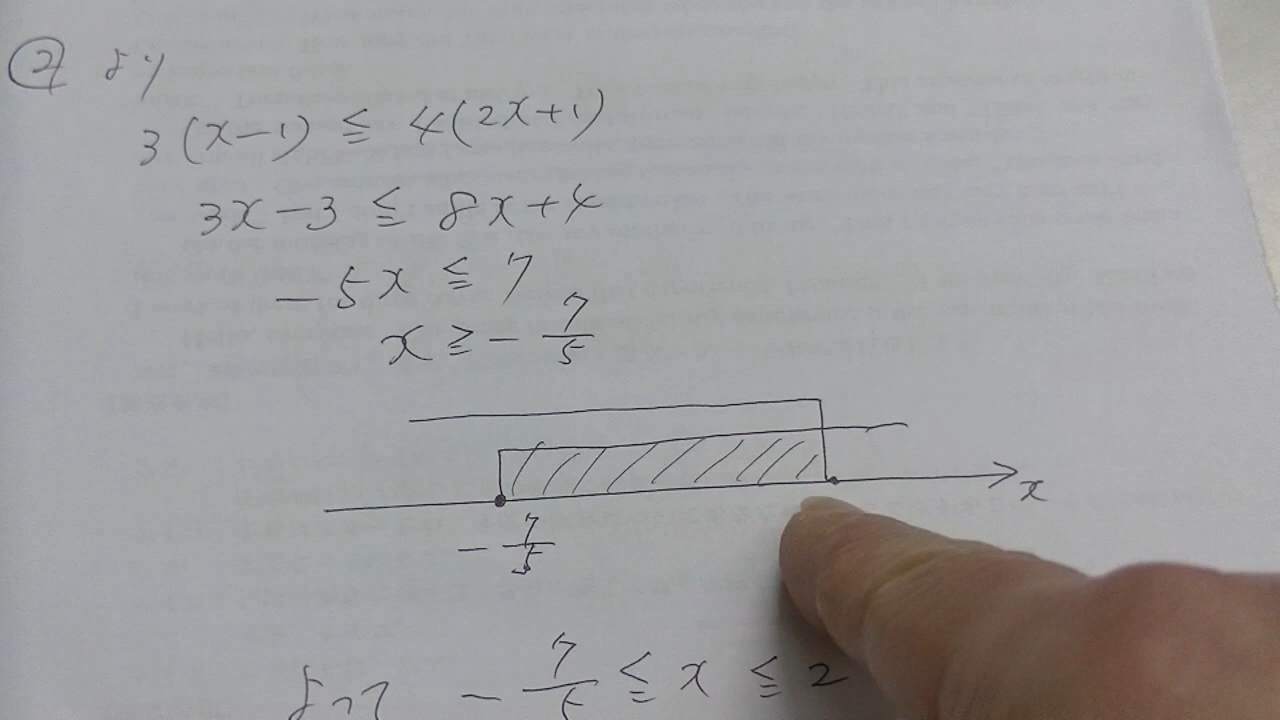 ② より
3(x-1) ≦ 4(2x+1)
3x-3 ≦ 8x+4
-5x ≦ 7
x ≧ -7/5
x
-7/5
よって -7/5 ≦ x ≦ 2